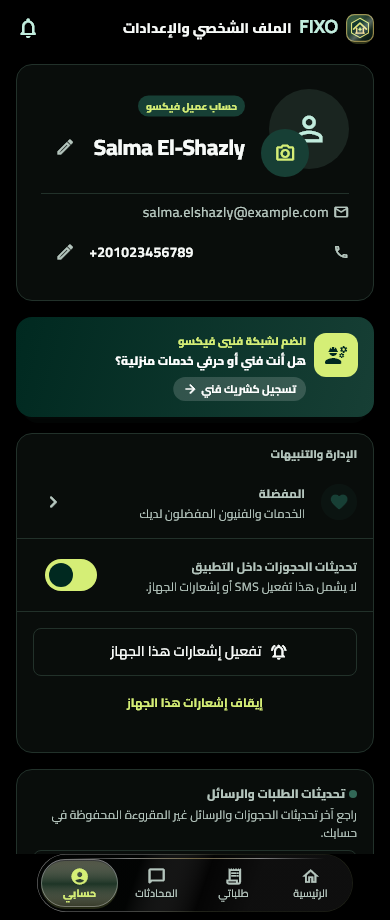 FIXO الملف الشخصي والإعدادات
حساب عميل فيكسو
Salma El-Shazly
salma.elshazly@example.com
+201023456789
انضم لشبكة فنيي فيكسو
هل أنت فني أو حرفي خدمات منزلية؟
تسجيل كشريك فني →
الإدارة والتنبيهات
المفضلة
الخدمات والفنيون المفضلون لديك
تحديثات الحجوزات داخل التطبيق
لا يشمل هذا تفعيل SMS أو إشعارات الجهاز.
تفعيل إشعارات هذا الجهاز
إيقاف إشعارات هذا الجهاز
تحديثات الطلبات والرسائل
راجع آخر تحديثات الحجوزات والرسائل غير المقروءة المحفوظة في
حسابك.
الرئيسية
طلباتي
المحادثات
حسابي